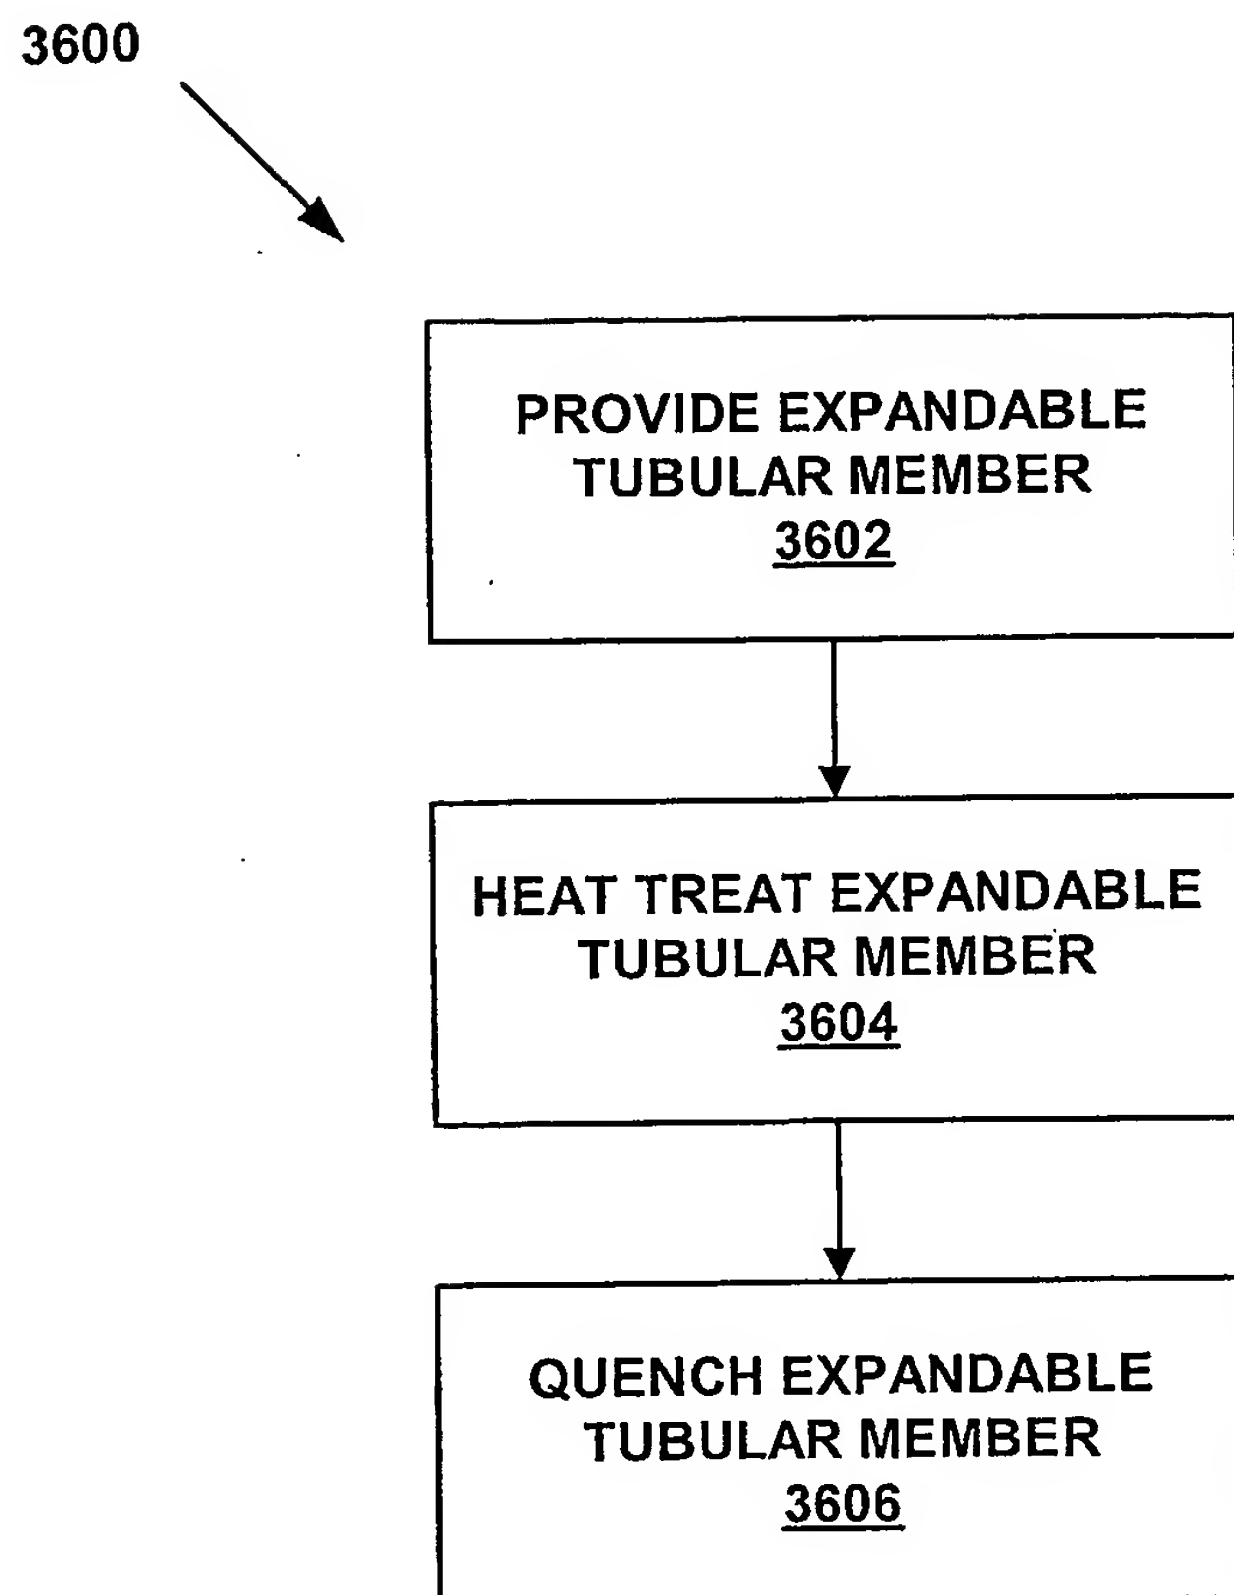 3600
PROVIDE EXPANDABLE
TUBULAR MEMBER
3602
HEAT TREAT EXPANDABLE
TUBULAR MEMBER
3604
QUENCH EXPANDABLE
TUBULAR MEMBER
3606